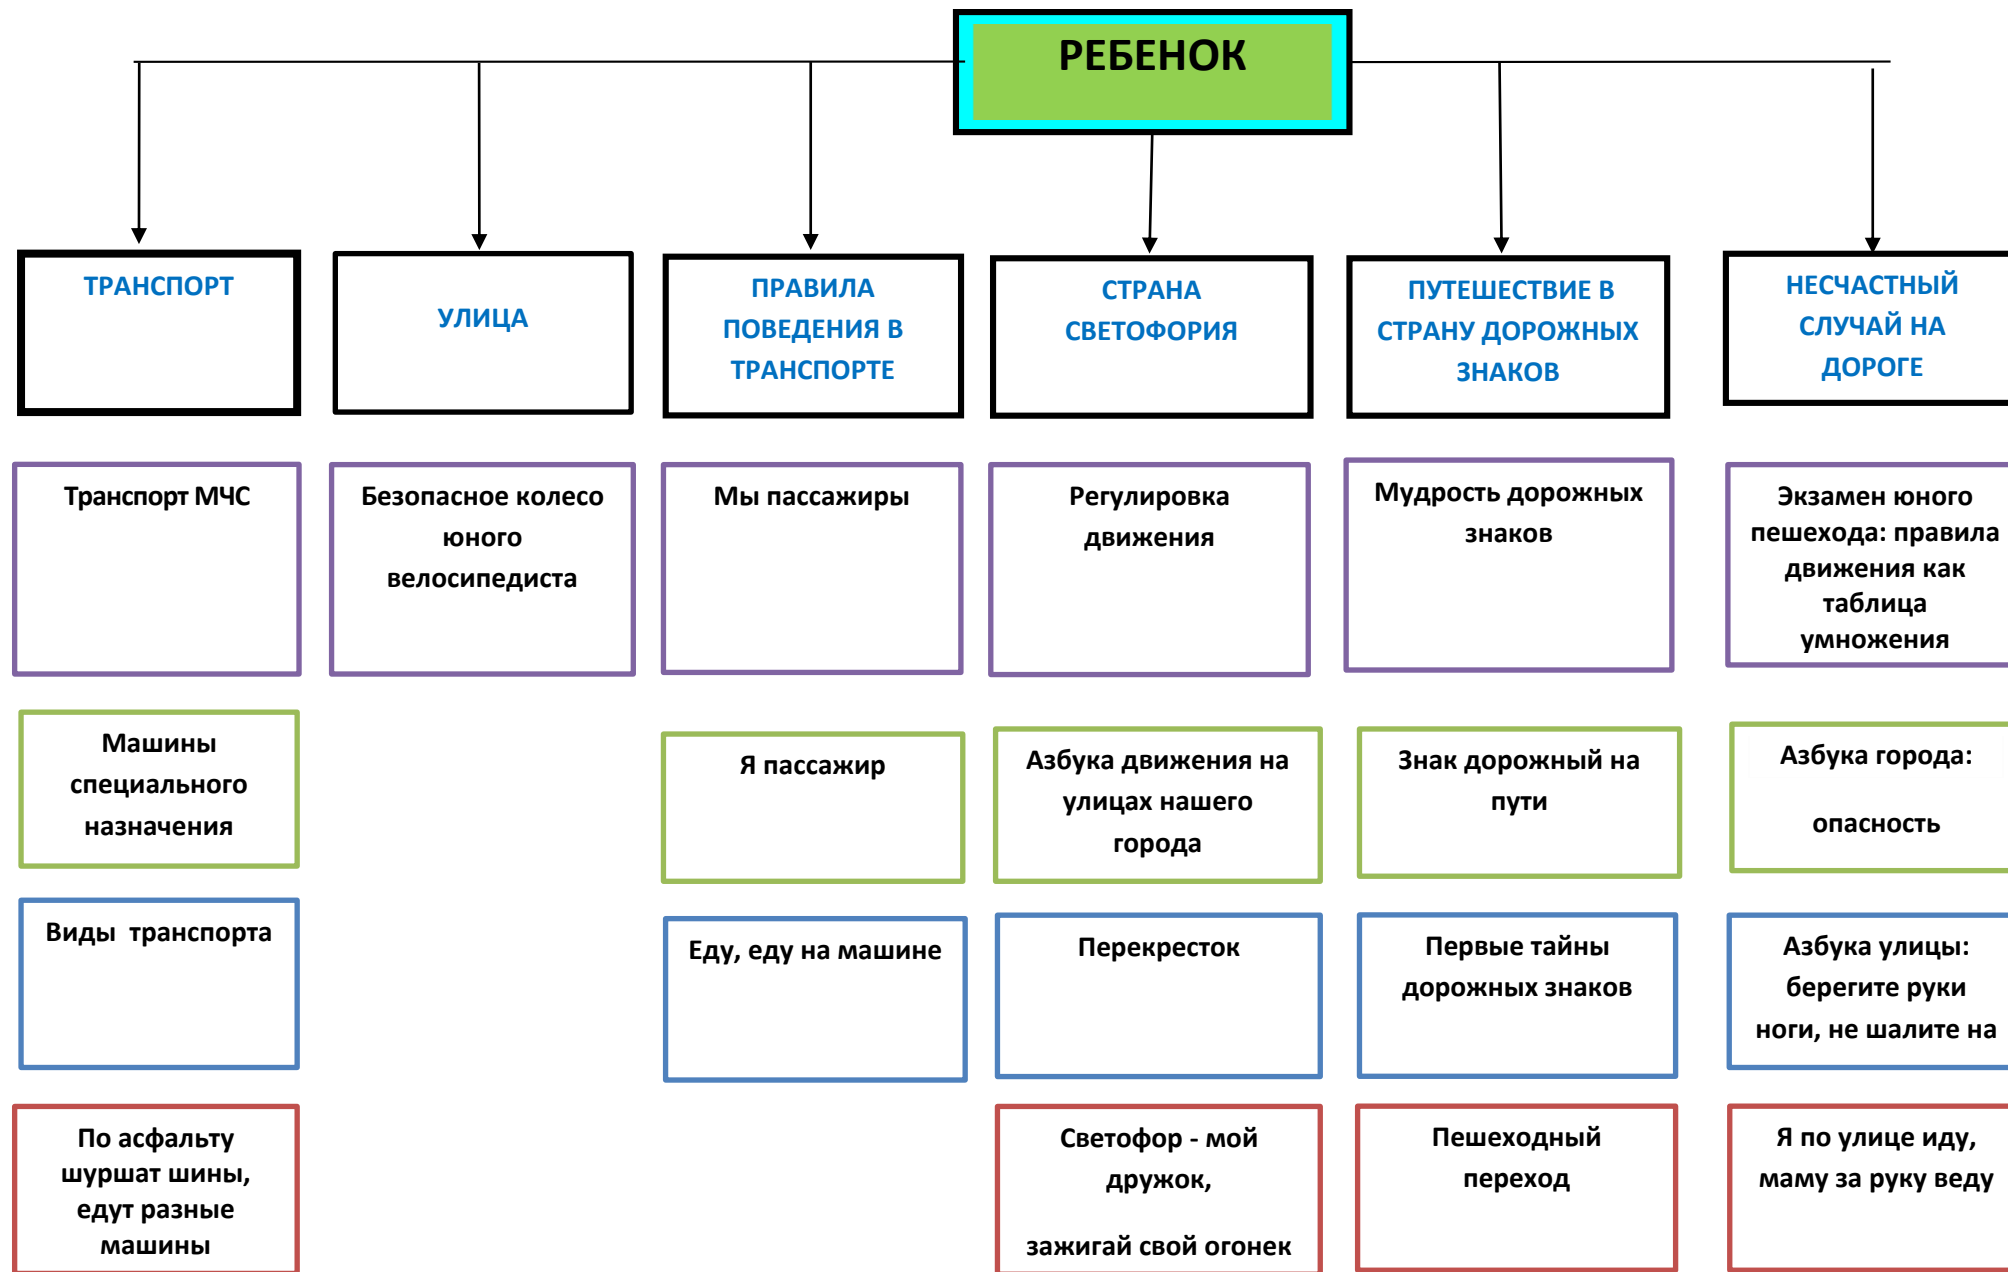 РЕБЕНОК
ТРАНСПОРТ
УЛИЦА
ПРАВИЛА
ПОВЕДЕНИЯ В
ТРАНСПОРТЕ
СТРАНА
СВЕТОФОРИЯ
ПУТЕШЕСТВИЕ В
СТРАНУ ДОРОЖНЫХ
ЗНАКОВ
НЕСЧАСТНЫЙ
СЛУЧАЙ НА
ДОРОГЕ
Транспорт МЧС
Безопасное колесо
юного
велосипедиста
Мы пассажиры
Регулировка
движения
Мудрость дорожных
знаков
Экзамен юного
пешехода: правила
движения как
таблица
умножения
Машины
специального
назначения
Я пассажир
Азбука движения на
улицах нашего
города
Знак дорожный на
пути
Азбука города:
опасность
Виды  транспорта
Еду, еду на машине
Перекресток
Первые тайны
дорожных знаков
Азбука улицы:
берегите руки
ноги, не шалите на
По асфальту
шуршат шины,
едут разные
машины
Светофор - мой
дружок,
зажигай свой огонек
Пешеходный
переход
Я по улице иду,
маму за руку веду